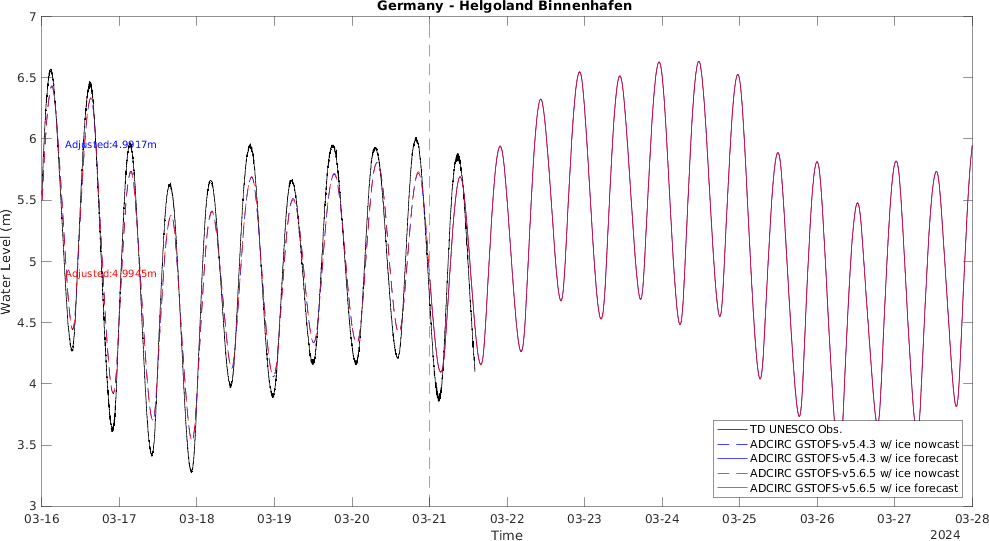 Germany - Helgoland Binnenhafen
7
6.5
6
5.5
5
4.5
4
3.5
3
Water Level (m)
Adjusted:4.9917m
Adjusted:4.9945m
TD UNESCO Obs.
ADCIRC GSTOFS-v5.4.3 w/ ice nowcast
ADCIRC GSTOFS-v5.4.3 w/ ice forecast
ADCIRC GSTOFS-v5.6.5 w/ ice nowcast
ADCIRC GSTOFS-v5.6.5 w/ ice forecast
03-16 03-17 03-18 03-19 03-20 03-21 03-22 03-23 03-24 03-25 03-26 03-27 03-28
Time
2024